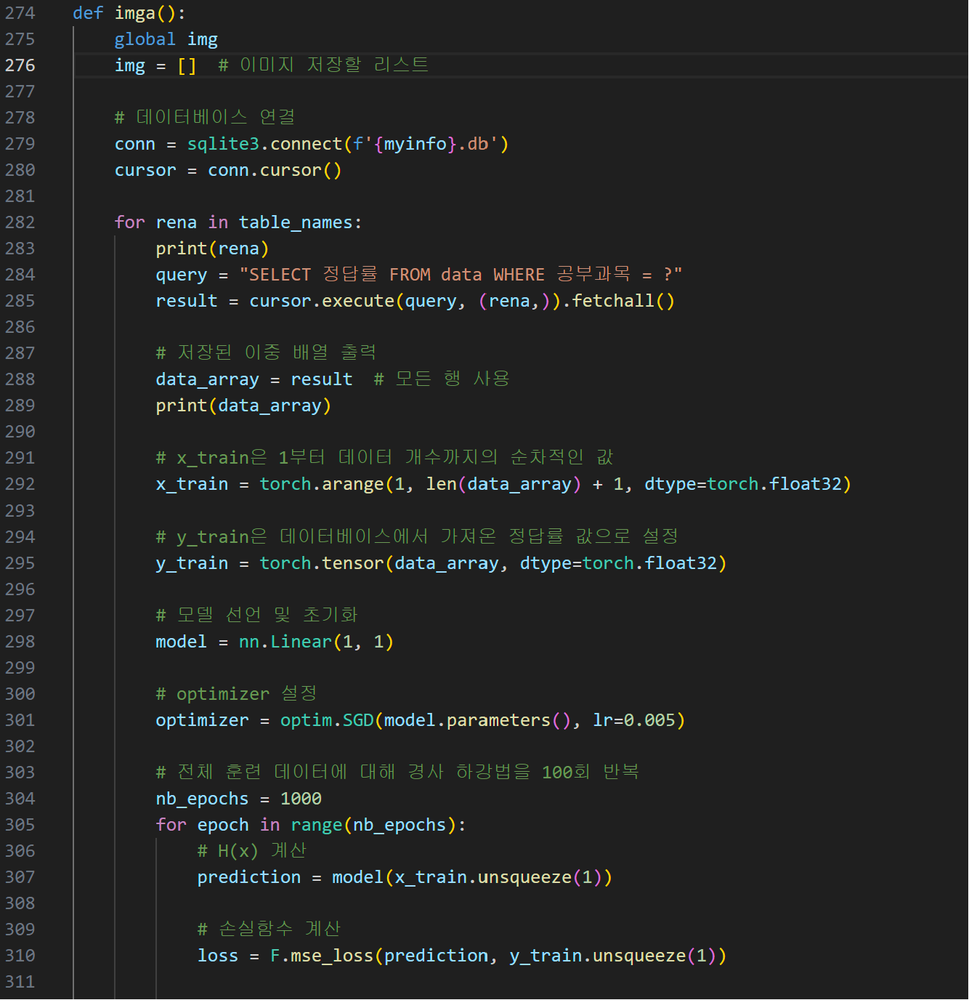 274 def imga():
275 global img
276 img = [] # 이미지 저장할 리스트
277
278 # 데이터베이스 연결
279 conn = sqlite3.connect(f'{myinfo}.db')
280 cursor = conn.cursor()
281
282 for rena in table_names:
283 print(rena)
284 query = "SELECT 정답률 FROM data WHERE 공부과목 = ?"
285 result = cursor.execute(query, (rena,)).fetchall()
286
287 # 저장된 이중 배열 출력
288 data_array = result # 모든 행 사용
289 print(data_array)
290
291 # x_train은 1부터 데이터 개수까지의 순차적인 값
292 x_train = torch.arange(1, len(data_array) + 1, dtype=torch.float32)
293
294 # y_train은 데이터베이스에서 가져온 정답률 값으로 설정
295 y_train = torch.tensor(data_array, dtype=torch.float32)
296
297 # 모델 선언 및 초기화
298 model = nn.Linear(1, 1)
299
300 # optimizer 설정
301 optimizer = optim.SGD(model.parameters(), lr=0.005)
302
303 # 전체 훈련 데이터에 대해 경사 하강법을 100회 반복
304 nb_epochs = 1000
305 for epoch in range(nb_epochs):
306 # H(x) 계산
307 prediction = model(x_train.unsqueeze(1))
308
309 # 손실함수 계산
310 loss = F.mse_loss(prediction, y_train.unsqueeze(1))
311